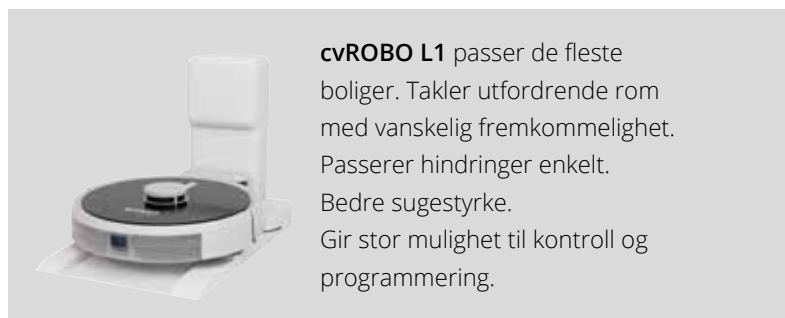 cvROBO L1 passer de fleste
boliger. Takler utfordrende rom
med vanskelig fremkommelighet.
Passerer hindringer enkelt.
Bedre sugestyrke.
Gir stor mulighet til kontroll og
programmering.